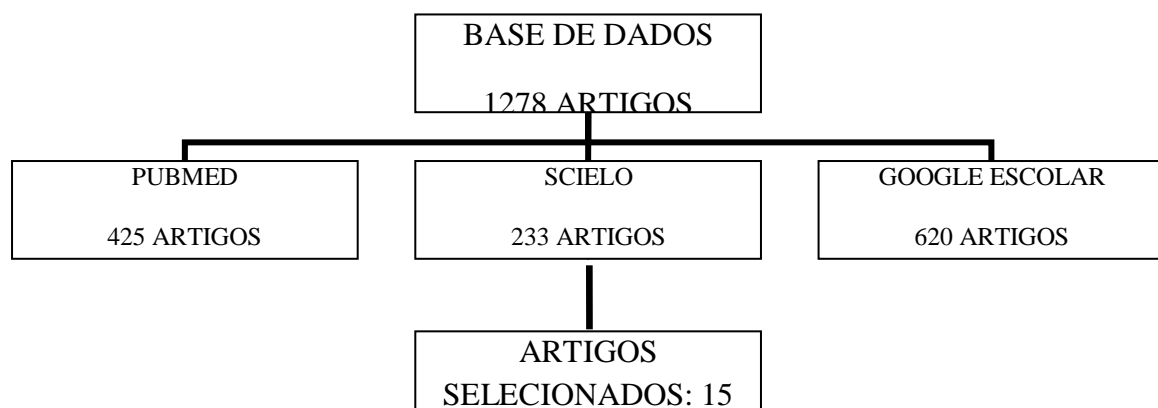 BASE DE DADOS
1278 ARTIGOS
PUBMED
425 ARTIGOS
SCIELO
233 ARTIGOS
GOOGLE ESCOLAR
620 ARTIGOS
ARTIGOS
SELECIONADOS: 15